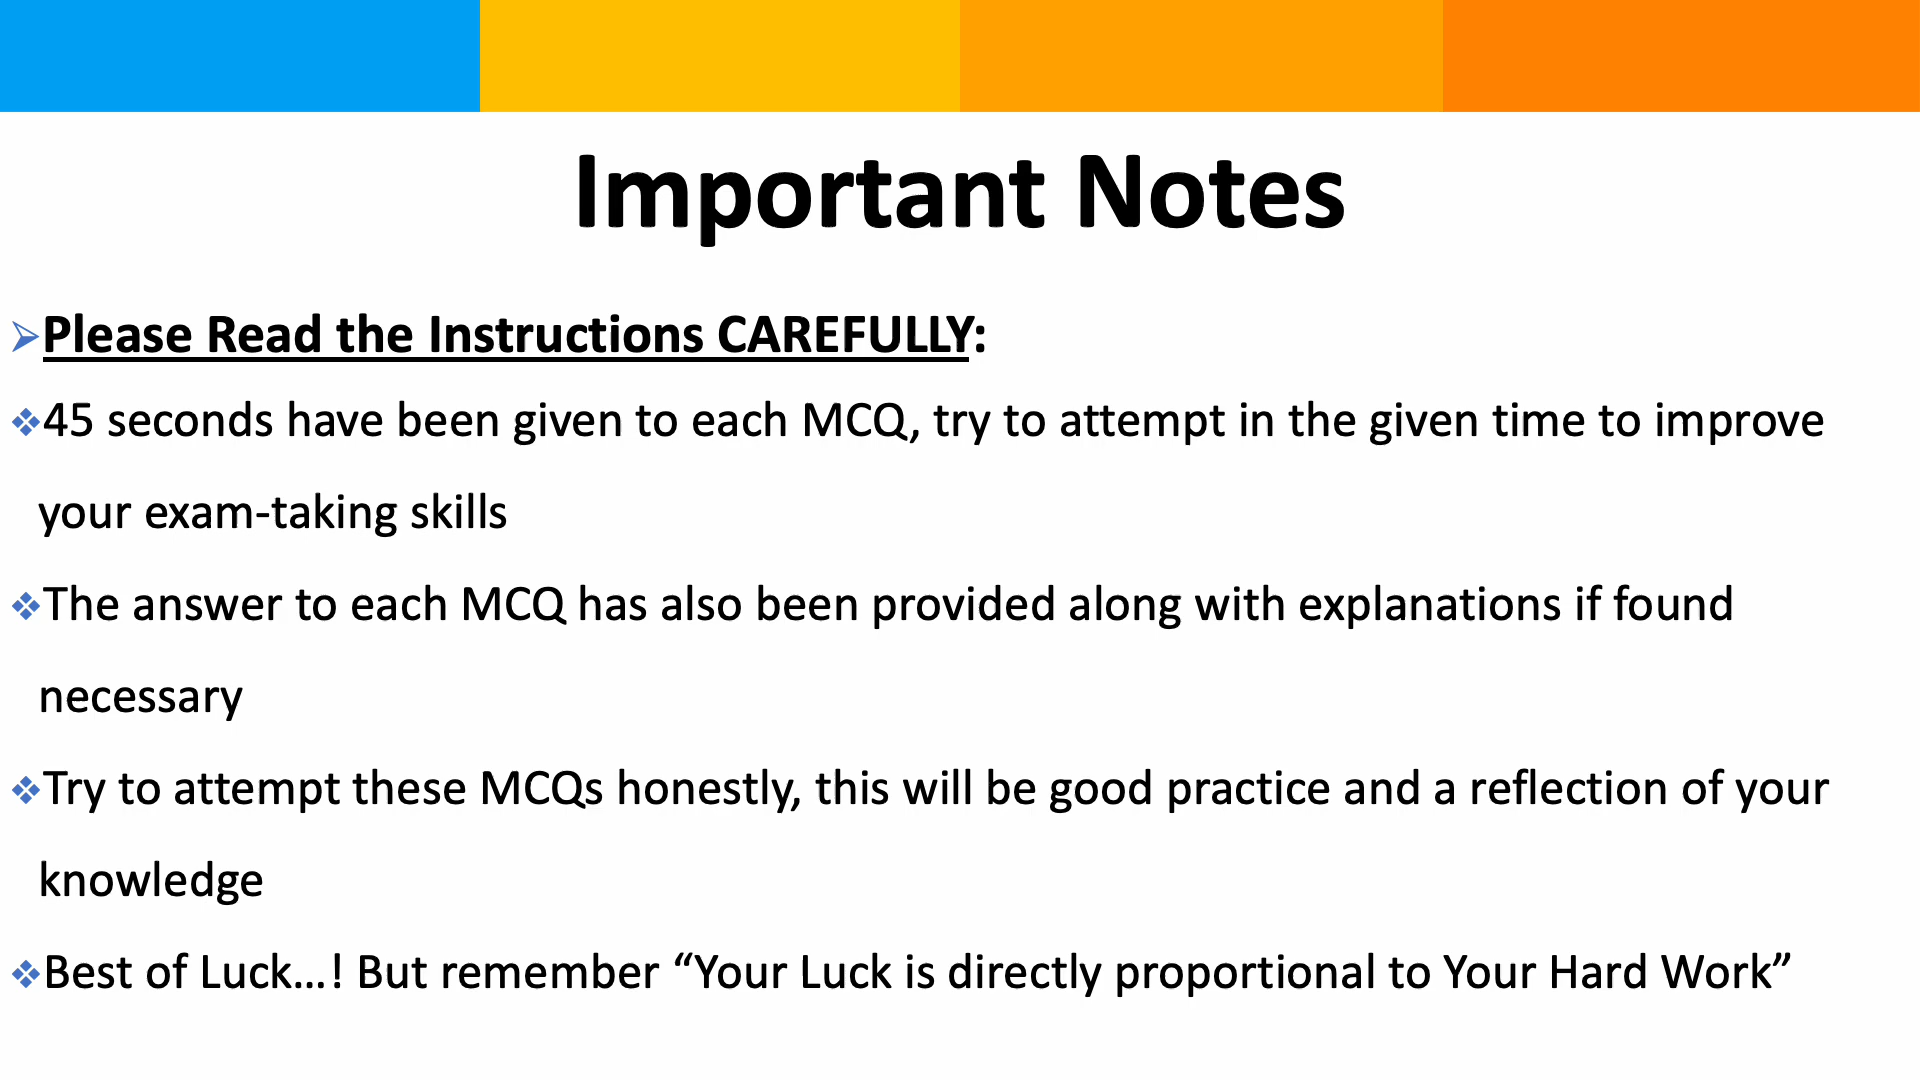 Important Notes
➢Please Read the Instructions CAREFULLY:
❖45 seconds have been given to each MCQ, try to attempt in the given time to improve
your exam-taking skills
❖The answer to each MCQ has also been provided along with explanations if found
necessary
❖Try to attempt these MCQs honestly, this will be good practice and a reflection of your
knowledge
❖Best of Luck…! But remember “Your Luck is directly proportional to Your Hard Work”